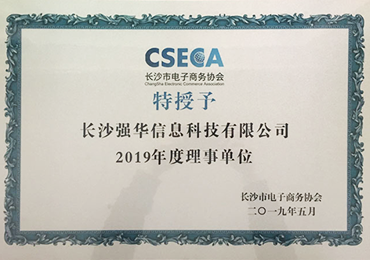 CSECA
长沙市电子商务协会
ChangSha Electronic Commerce Association
特授予
长沙强华信息科技有限公司
2019年度理事单位
长沙市电子商务协会
二〇一九年五月